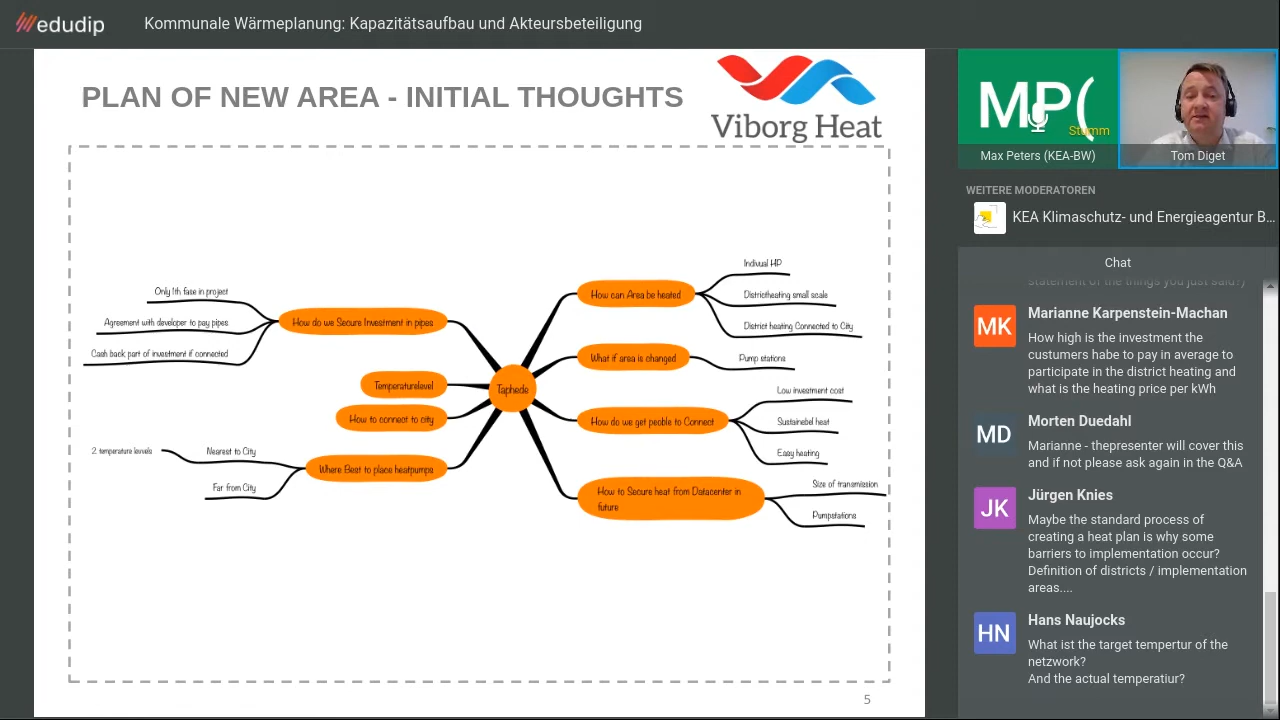 edudip
Kommunale Wärmeplanung: Kapazitätsaufbau und Akteursbeteiligung
PLAN OF NEW AREA - INITIAL THOUGHTS
Viborg Heat
Only 1th fase in project
Agreement with developer to pay pipes
Cash back part of investment if connected
How do we Secure Investment in pipes
Temperaturelevel
How to connect to city
2 temperature levvels
Nearest to City
Far from City
Where Best to place heatpumps
Taphede
How can Area be heated
Indivual HP
Districtheating small scale
District heating Connected to City
What if area is changed
Pump stations
How do we get peoble to Connect
Low investment cost
Sustainebel heat
Easy heating
How to Secure heat from Datacenter in
future
Size of transmission
Pumpstations
5
MP(
Stumm
Max Peters (KEA-BW)
Tom Diget
WEITERE MODERATOREN
KEA Klimaschutz- und Energieagentur B...
Chat
statement of the things you just said?)
MK
Marianne Karpenstein-Machan
How high is the investment the
custumers habe to pay in average to
participate in the district heating and
what is the heating price per kWh
MD
Morten Duedahl
Marianne - thepresenter will cover this
and if not please ask again in the Q&A
JK
Jürgen Knies
Maybe the standard process of
creating a heat plan is why some
barriers to implementation occur?
Definition of districts / implementation
areas....
HN
Hans Naujocks
What ist the target tempertur of the
netzwork?
And the actual temperatiur?